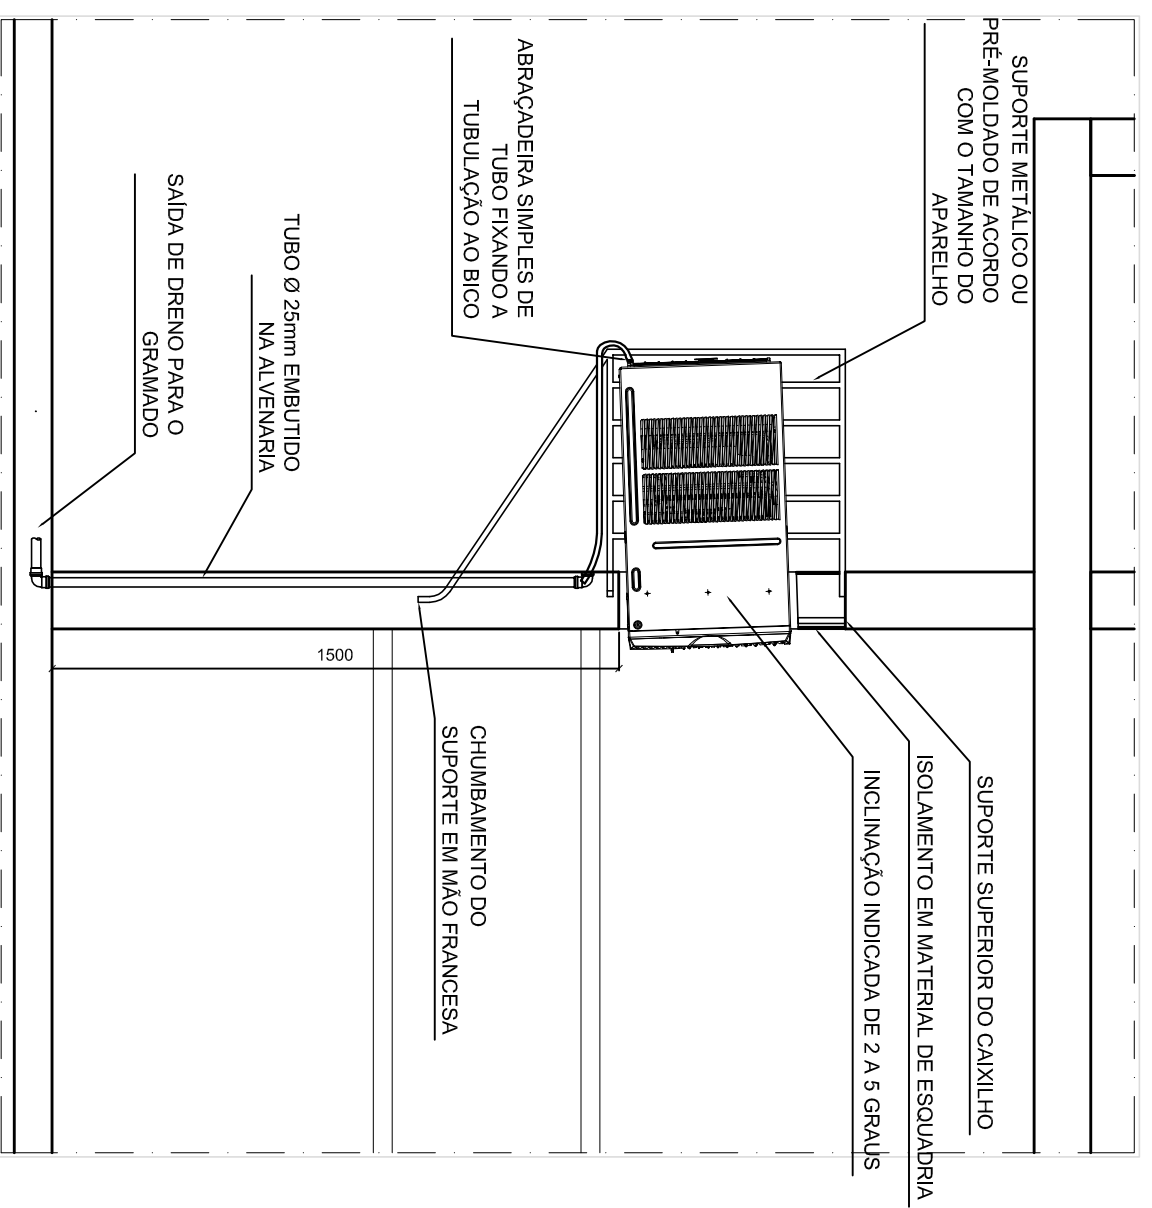 SUPORTE METÁLICO OU
PRÉ-MOLDADO DE ACORDO
COM O TAMANHO DO
APARELHO
ABRAÇADEIRA SIMPLES DE
TUBO FIXANDO A
TUBULAÇÃO AO BICO
TUBO Ø 25mm EMBUTIDO
NA ALVENARIA
SAÍDA DE DRENO PARA O
GRAMADO
SUPORTE SUPERIOR DO CAIXILHO
ISOLAMENTO EM MATERIAL DE ESQUADRIA
INCLINAÇÃO INDICADA DE 2 A 5 GRAUS
CHUMBAMENTO DO
SUPORTE EM MÃO FRANCESA
1500